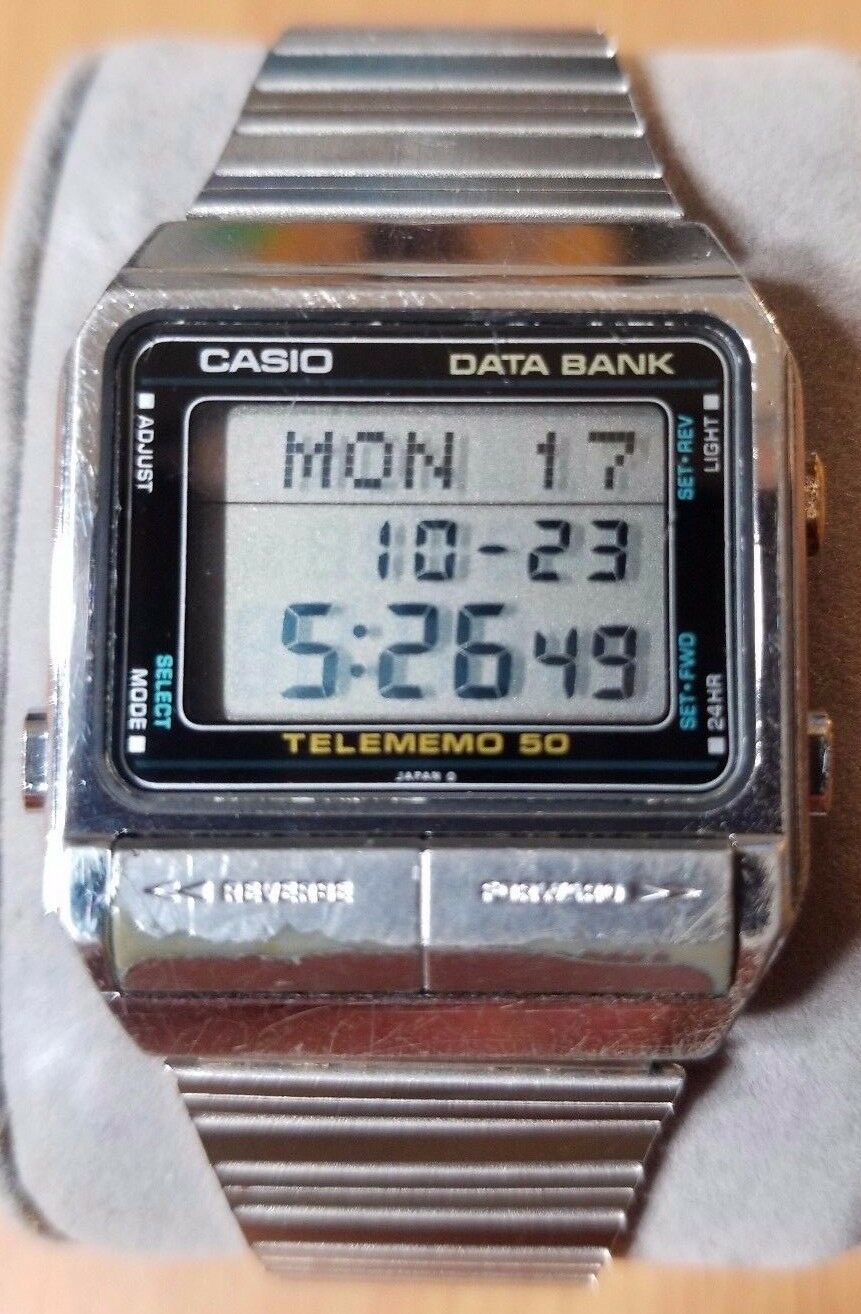 CASIO DATA BANK
ADJUST
LIGHT
SET•REV
MON 17
10-23
5:26 49
SELECT
MODE
SET•FWD
24HR
TELEMEMO 50
JAPAN
REVERSE
FORWARD